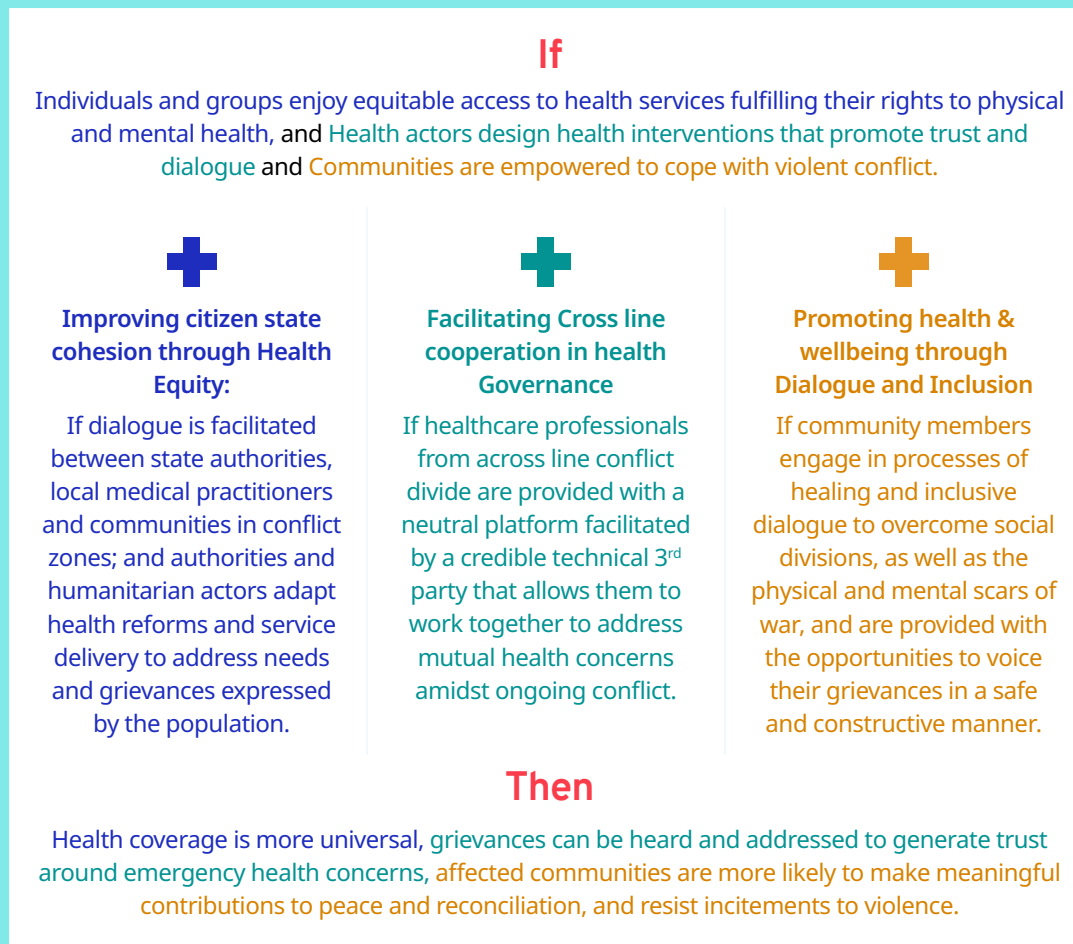 If
Individuals and groups enjoy equitable access to health services fulfilling their rights to physical
and mental health, and Health actors design health interventions that promote trust and
dialogue and Communities are empowered to cope with violent conflict.
Improving citizen state
cohesion through Health
Equity:
If dialogue is facilitated
between state authorities,
local medical practitioners
and communities in conflict
zones; and authorities and
humanitarian actors adapt
health reforms and service
delivery to address needs
and grievances expressed
by the population.
Facilitating Cross line
cooperation in health
Governance
If healthcare professionals
from across line conflict
divide are provided with a
neutral platform facilitated
by a credible technical 3rd
party that allows them to
work together to address
mutual health concerns
amidst ongoing conflict.
Promoting health &
wellbeing through
Dialogue and Inclusion
If community members
engage in processes of
healing and inclusive
dialogue to overcome social
divisions, as well as the
physical and mental scars of
war, and are provided with
the opportunities to voice
their grievances in a safe
and constructive manner.
Then
Health coverage is more universal, grievances can be heard and addressed to generate trust
around emergency health concerns, affected communities are more likely to make meaningful
contributions to peace and reconciliation, and resist incitements to violence.